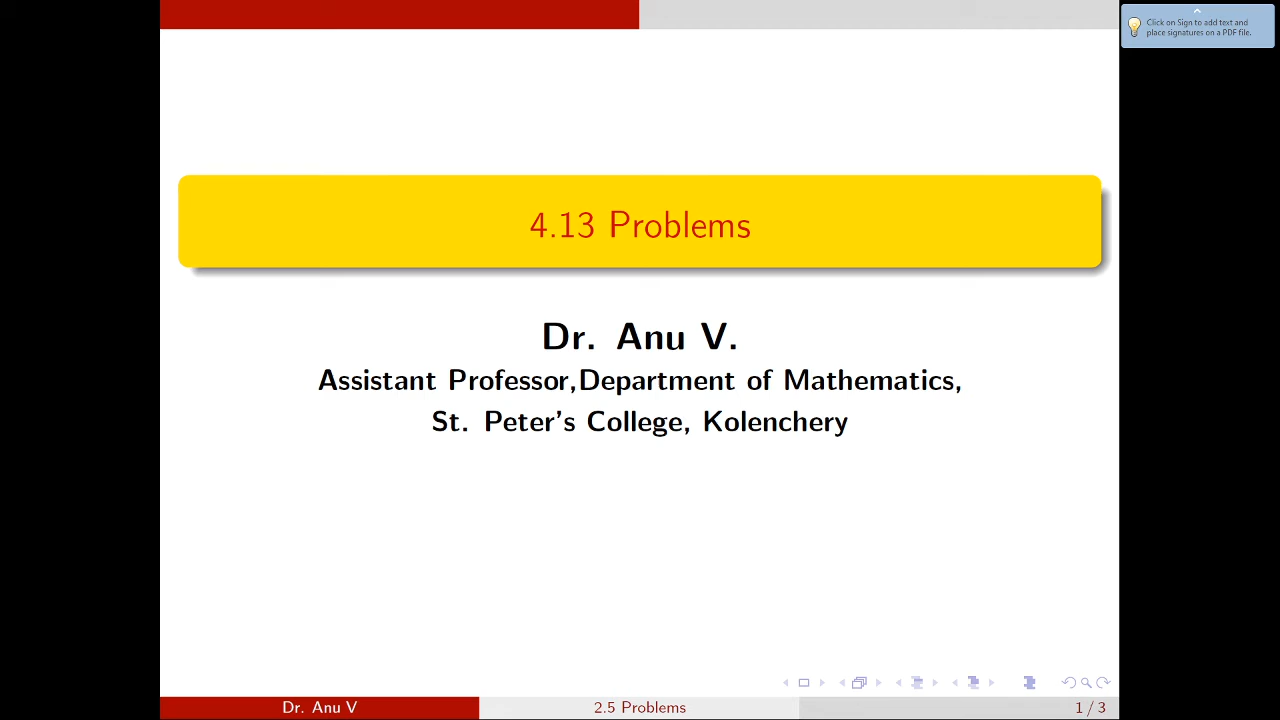 Click on Sign to add text and
place signatures on a PDF file.
4.13 Problems
Dr. Anu V.
Assistant Professor,Department of Mathematics,
St. Peter's College, Kolenchery
Dr. Anu V
2.5 Problems
1 / 3